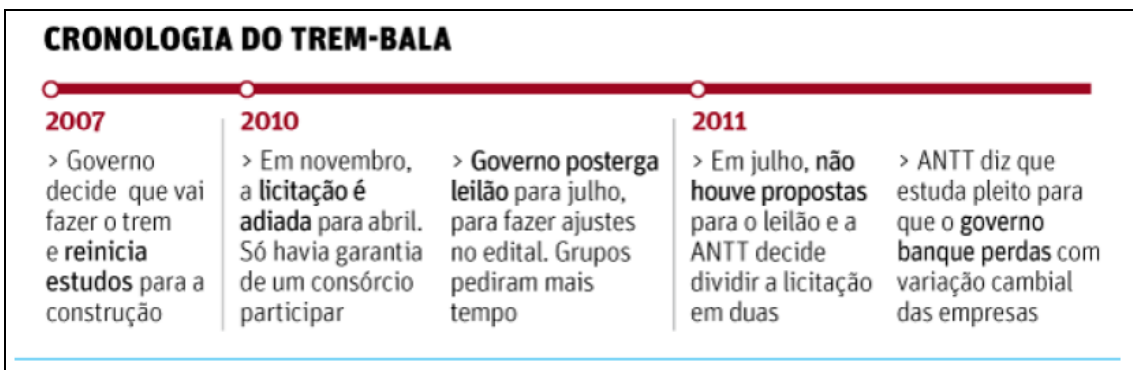 CRONOLOGIA DO TREM-BALA
2007
> Governo
decide que vai
fazer o trem
e reinicia
estudos para a
construção
2010
> Em novembro,
a licitação é
adiada para abril.
Só havia garantia
de um consórcio
participar
> Governo posterga
leilão para julho,
para fazer ajustes
no edital. Grupos
pediram mais
tempo
2011
> Em julho, não
houve propostas
para o leilão e a
ANTT decide
dividir a licitação
em duas
> ANTT diz que
estuda pleito para
que o governo
banque perdas com
variação cambial
das empresas